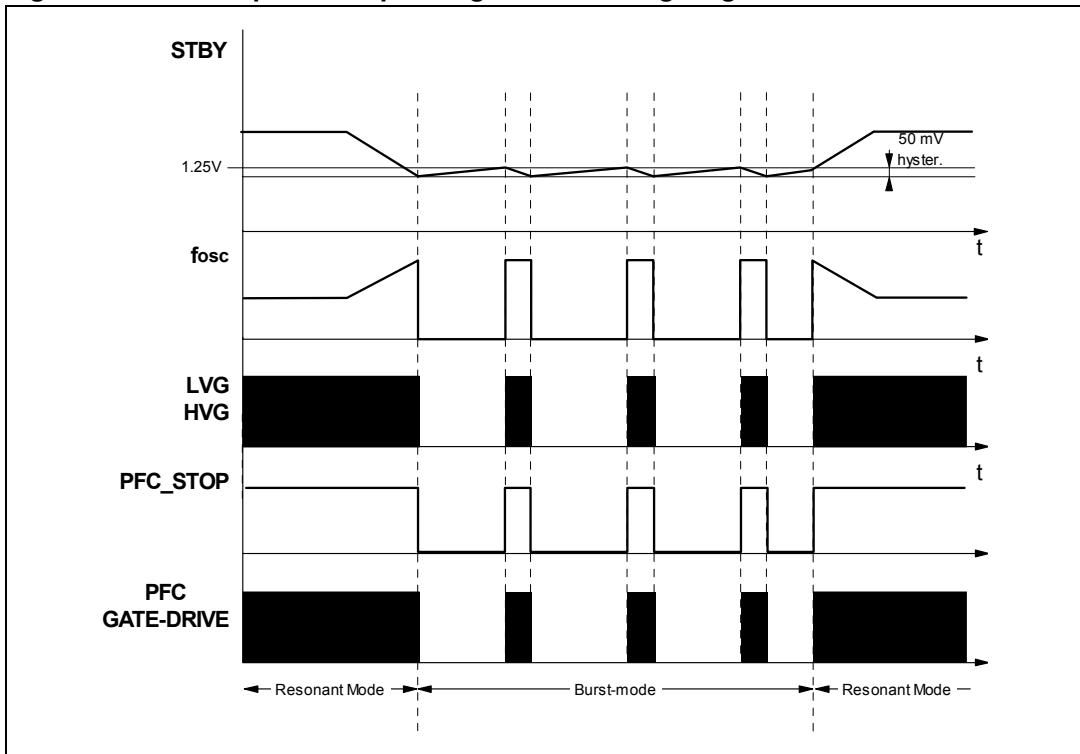 STBY
50 mV
hyster.
1.25V
t
fosc
t
LVG
HVG
t
PFC_STOP
PFC
GATE-DRIVE
Resonant Mode
Burst-mode
Resonant Mode